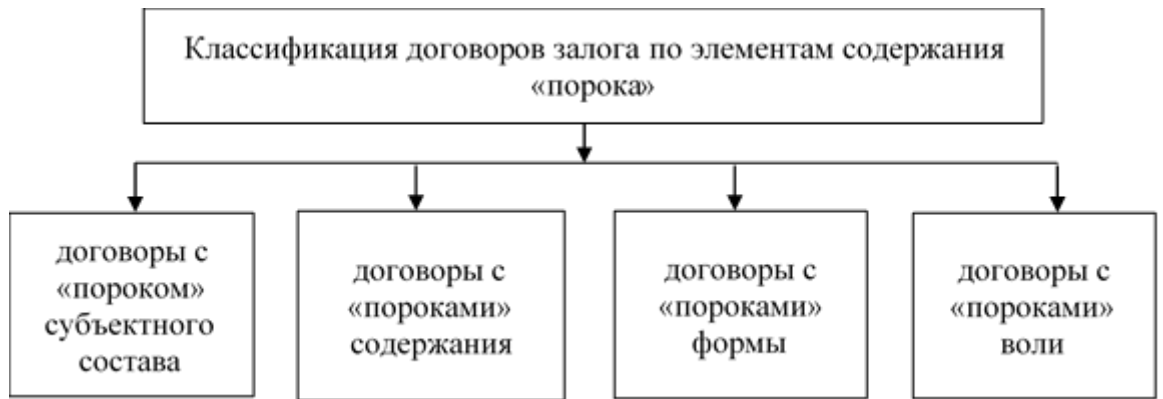 Классификация договоров залога по элементам содержания
«порока»
договоры с
«пороком»
субъектного
состава
договоры с
«пороками»
содержания
договоры с
«пороками»
формы
договоры с
«пороками»
воли